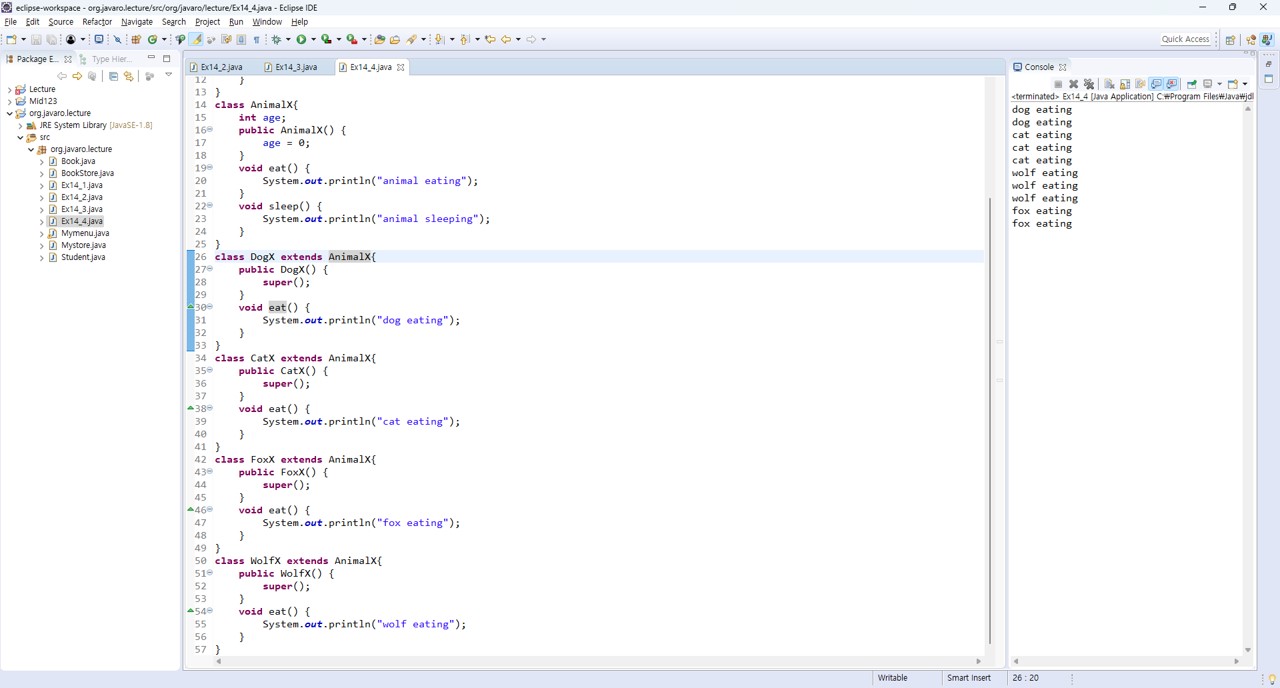 eclipse-workspace - org.javaro.lecture/src/org/javaro/lecture/Ex14_4.java - Eclipse IDE
File Edit Source Refactor Navigate Search Project Run Window Help
Quick Access
Package E...
Type Hier...
Lecture
Mid123
org.javaro.lecture
JRE System Library [JavaSE-1.8]
src
org.javaro.lecture
Book.java
BookStore.java
Ex14_1.java
Ex14_2.java
Ex14_3.java
Ex14_4.java
Mymenu.java
Mystore.java
Student.java
Ex14_2.java Ex14_3.java Ex14_4.java
12 }
13 }
14 class AnimalX{
15 int age;
16 public AnimalX() {
17 age = 0;
18 }
19 void eat() {
20 System.out.println("animal eating");
21 }
22 void sleep() {
23 System.out.println("animal sleeping");
24 }
25 }
26 class DogX extends AnimalX{
27 public DogX() {
28 super();
29 }
30 void eat() {
31 System.out.println("dog eating");
32 }
33 }
34 class CatX extends AnimalX{
35 public CatX() {
36 super();
37 }
38 void eat() {
39 System.out.println("cat eating");
40 }
41 }
42 class FoxX extends AnimalX{
43 public FoxX() {
44 super();
45 }
46 void eat() {
47 System.out.println("fox eating");
48 }
49 }
50 class WolfX extends AnimalX{
51 public WolfX() {
52 super();
53 }
54 void eat() {
55 System.out.println("wolf eating");
56 }
57 }
Console
<terminated> Ex14_4 [Java Application] C:₩Program Files₩Java₩jdl
dog eating
dog eating
cat eating
cat eating
cat eating
wolf eating
wolf eating
wolf eating
fox eating
fox eating
Writable Smart Insert 26 : 20